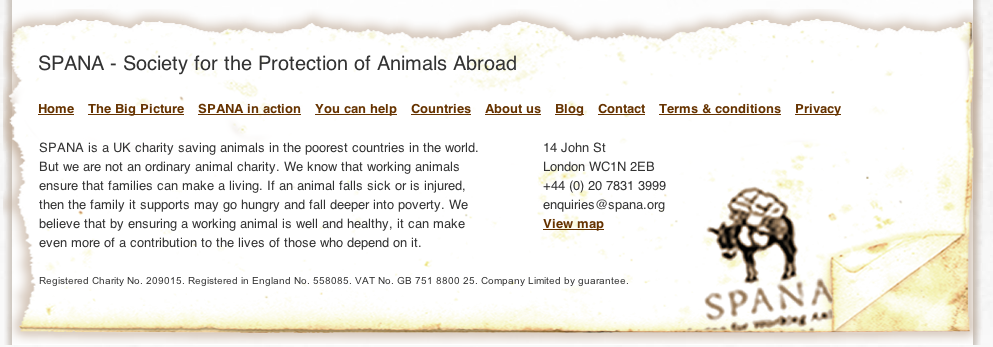 SPANA - Society for the Protection of Animals Abroad
Home The Big Picture SPANA in action You can help Countries About us Blog Contact Terms & conditions Privacy
SPANA is a UK charity saving animals in the poorest countries in the world.
But we are not an ordinary animal charity. We know that working animals
ensure that families can make a living. If an animal falls sick or is injured,
then the family it supports may go hungry and fall deeper into poverty. We
believe that by ensuring a working animal is well and healthy, it can make
even more of a contribution to the lives of those who depend on it.
14 John St
London WC1N 2EB
+44 (0) 20 7831 3999
enquiries@spana.org
View map
Registered Charity No. 209015. Registered in England No. 558085. VAT No. GB 751 8800 25. Company Limited by guarantee.
SPANA
for Working